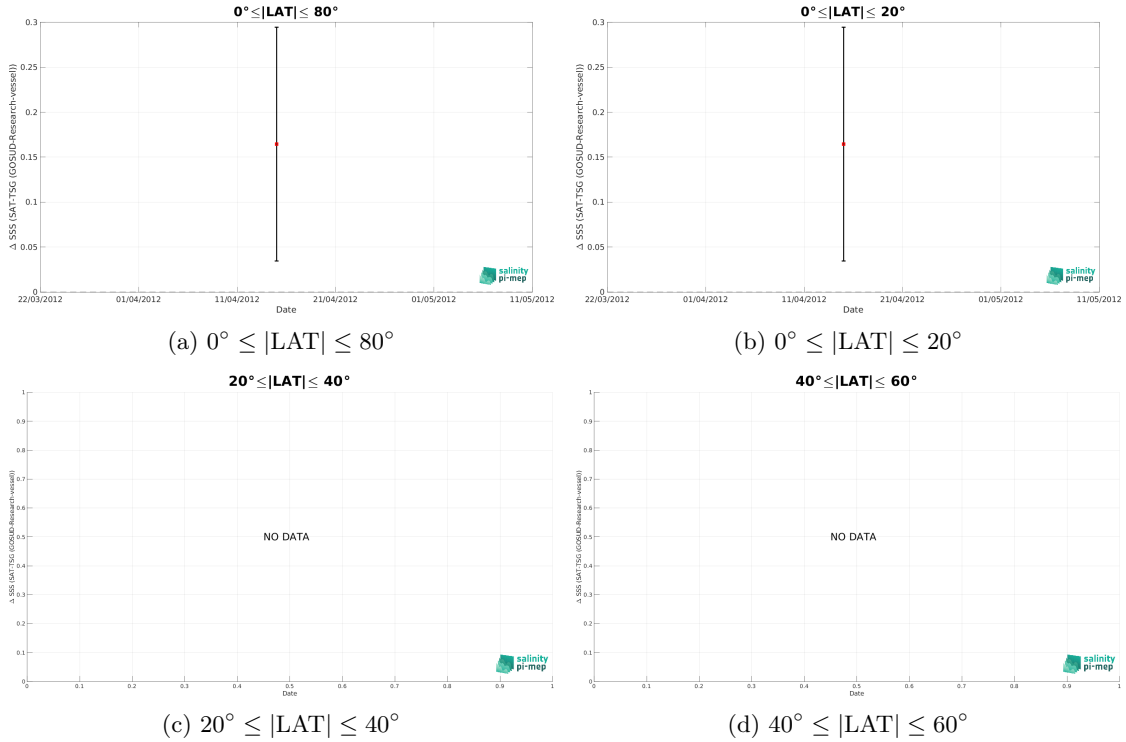 0°≤|LAT|≤ 80°
Δ SSS (SAT-TSG (GOSUD-Research-vessel))
0.3
0.25
0.2
0.15
0.1
0.05
0
22/03/2012 01/04/2012 11/04/2012 21/04/2012 01/05/2012 11/05/2012
Date
salinity
pi-mep
(a) 0° ≤ |LAT| ≤ 80°
0°≤|LAT|≤ 20°
Δ SSS (SAT-TSG (GOSUD-Research-vessel))
0.3
0.25
0.2
0.15
0.1
0.05
0
22/03/2012 01/04/2012 11/04/2012 21/04/2012 01/05/2012 11/05/2012
Date
salinity
pi-mep
(b) 0° ≤ |LAT| ≤ 20°
20°≤|LAT|≤ 40°
Δ SSS (SAT-TSG (GOSUD-Research-vessel))
1
0.9
0.8
0.7
0.6
0.5
0.4
0.3
0.2
0.1
0
NO DATA
0 0.1 0.2 0.3 0.4 0.5 0.6 0.7 0.8 0.9 1
Date
salinity
pi-mep
(c) 20° ≤ |LAT| ≤ 40°
40°≤|LAT|≤ 60°
Δ SSS (SAT-TSG (GOSUD-Research-vessel))
1
0.9
0.8
0.7
0.6
0.5
0.4
0.3
0.2
0.1
0
NO DATA
0 0.1 0.2 0.3 0.4 0.5 0.6 0.7 0.8 0.9 1
Date
salinity
pi-mep
(d) 40° ≤ |LAT| ≤ 60°